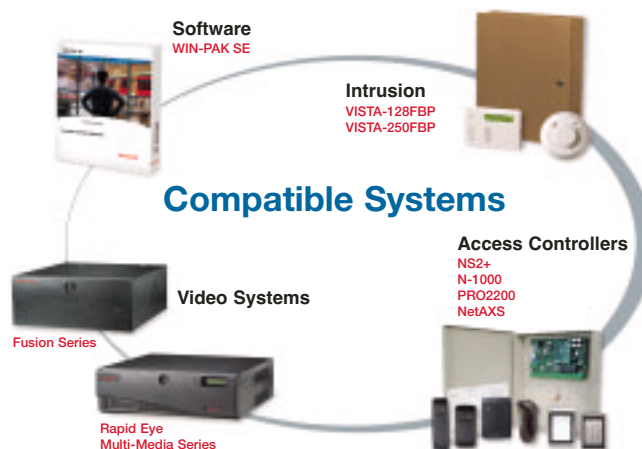 Software
WIN-PAK SE
Intrusion
VISTA-128FBP
VISTA-250FBP
Compatible Systems
Access Controllers
NS2+
N-1000
PRO2200
NetAXS
Video Systems
Fusion Series
Rapid Eye
Multi-Media Series